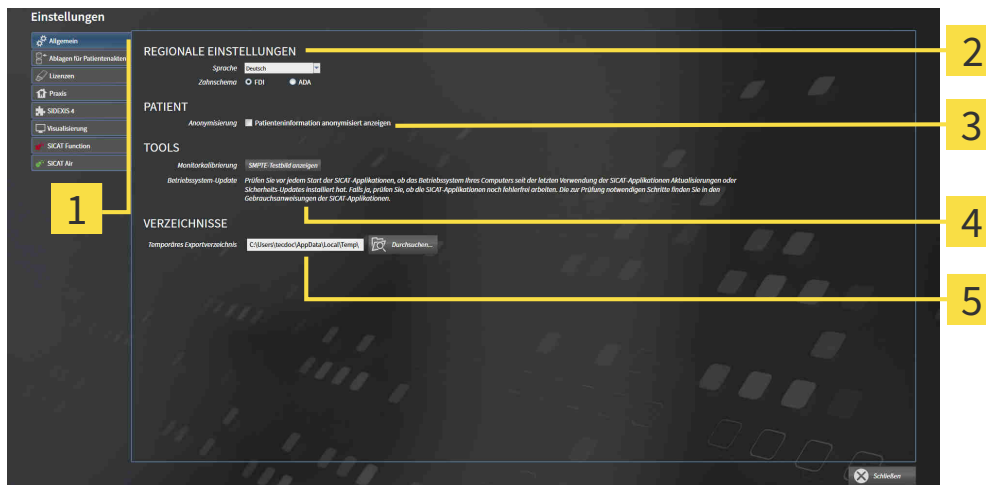 Einstellungen
Allgemein
Ablagen für Patientenakten
Lizenzen
Praxis
SIDEXIS 4
Visualisierung
SICAT Function
SICAT Air
REGIONALE EINSTELLUNGEN
Sprache Deutsch
Zahnschema FDI ADA
PATIENT
Anonymisierung Patienteninformation anonymisiert anzeigen
TOOLS
Monitorkalibrierung SMPTE-Testbild anzeigen
Betriebssystem-Update Prüfen Sie vor jedem Start der SICAT-Applikationen, ob das Betriebssystem Ihres Computers seit der letzten Verwendung der SICAT-Applikationen Aktualisierungen oder
Sicherheits-Updates installiert hat. Falls ja, prüfen Sie, ob die SICAT-Applikationen noch fehlerfrei arbeiten. Die zur Prüfung notwendigen Schritte finden Sie in den
Gebrauchsanweisungen der SICAT-Applikationen.
VERZEICHNISSE
Temporäres Exportverzeichnis C:\Users\tecdoc\AppData\Local\Temp\ Durchsuchen...
Schließen
1
2
3
4
5